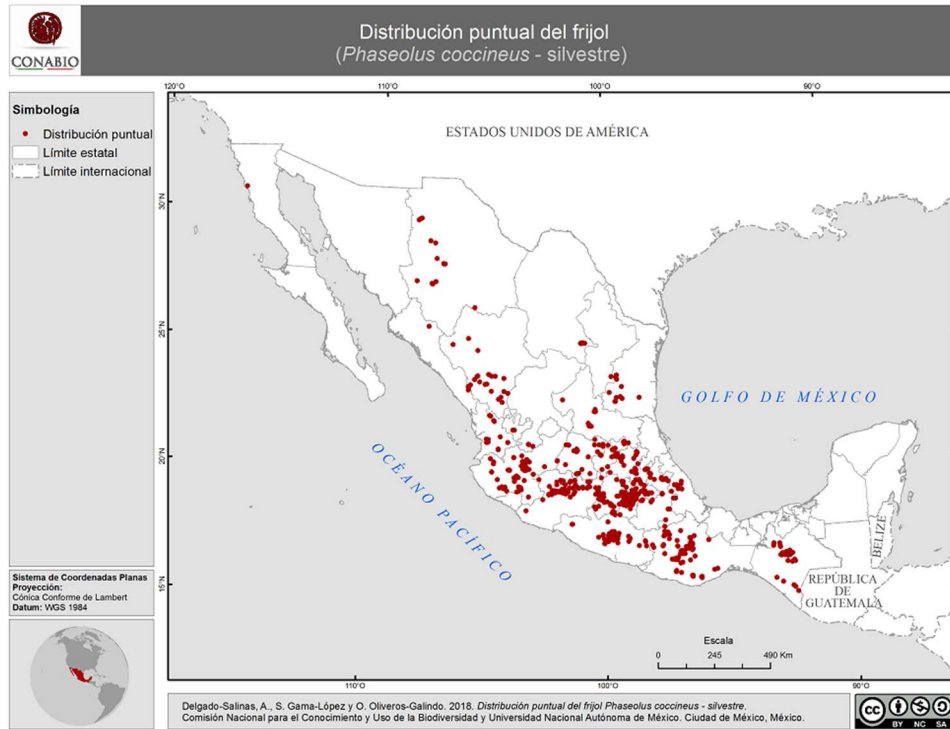 CONABIO
Distribución puntual del frijol
(Phaseolus coccineus - silvestre)
Simbología
Distribución puntual
Límite estatal
Límite internacional
120°O
110°O
100°O
90°O
30°N
25°N
20°N
15°N
ESTADOS UNIDOS DE AMÉRICA
GOLFO DE MÉXICO
OCÉANO PACÍFICO
BELIZE
REPÚBLICA
DE
GUATEMALA
Escala
0 245 490 Km
110°O
100°O
90°O
Sistema de Coordenadas Planas
Proyección:
Cónica Conforme de Lambert
Datum: WGS 1984
Delgado-Salinas, A., S. Gama-López y O. Oliveros-Galindo. 2018. Distribución puntual del frijol Phaseolus coccineus - silvestre.
Comisión Nacional para el Conocimiento y Uso de la Biodiversidad y Universidad Nacional Autónoma de México. Ciudad de México, México.
cc
BY NC SA